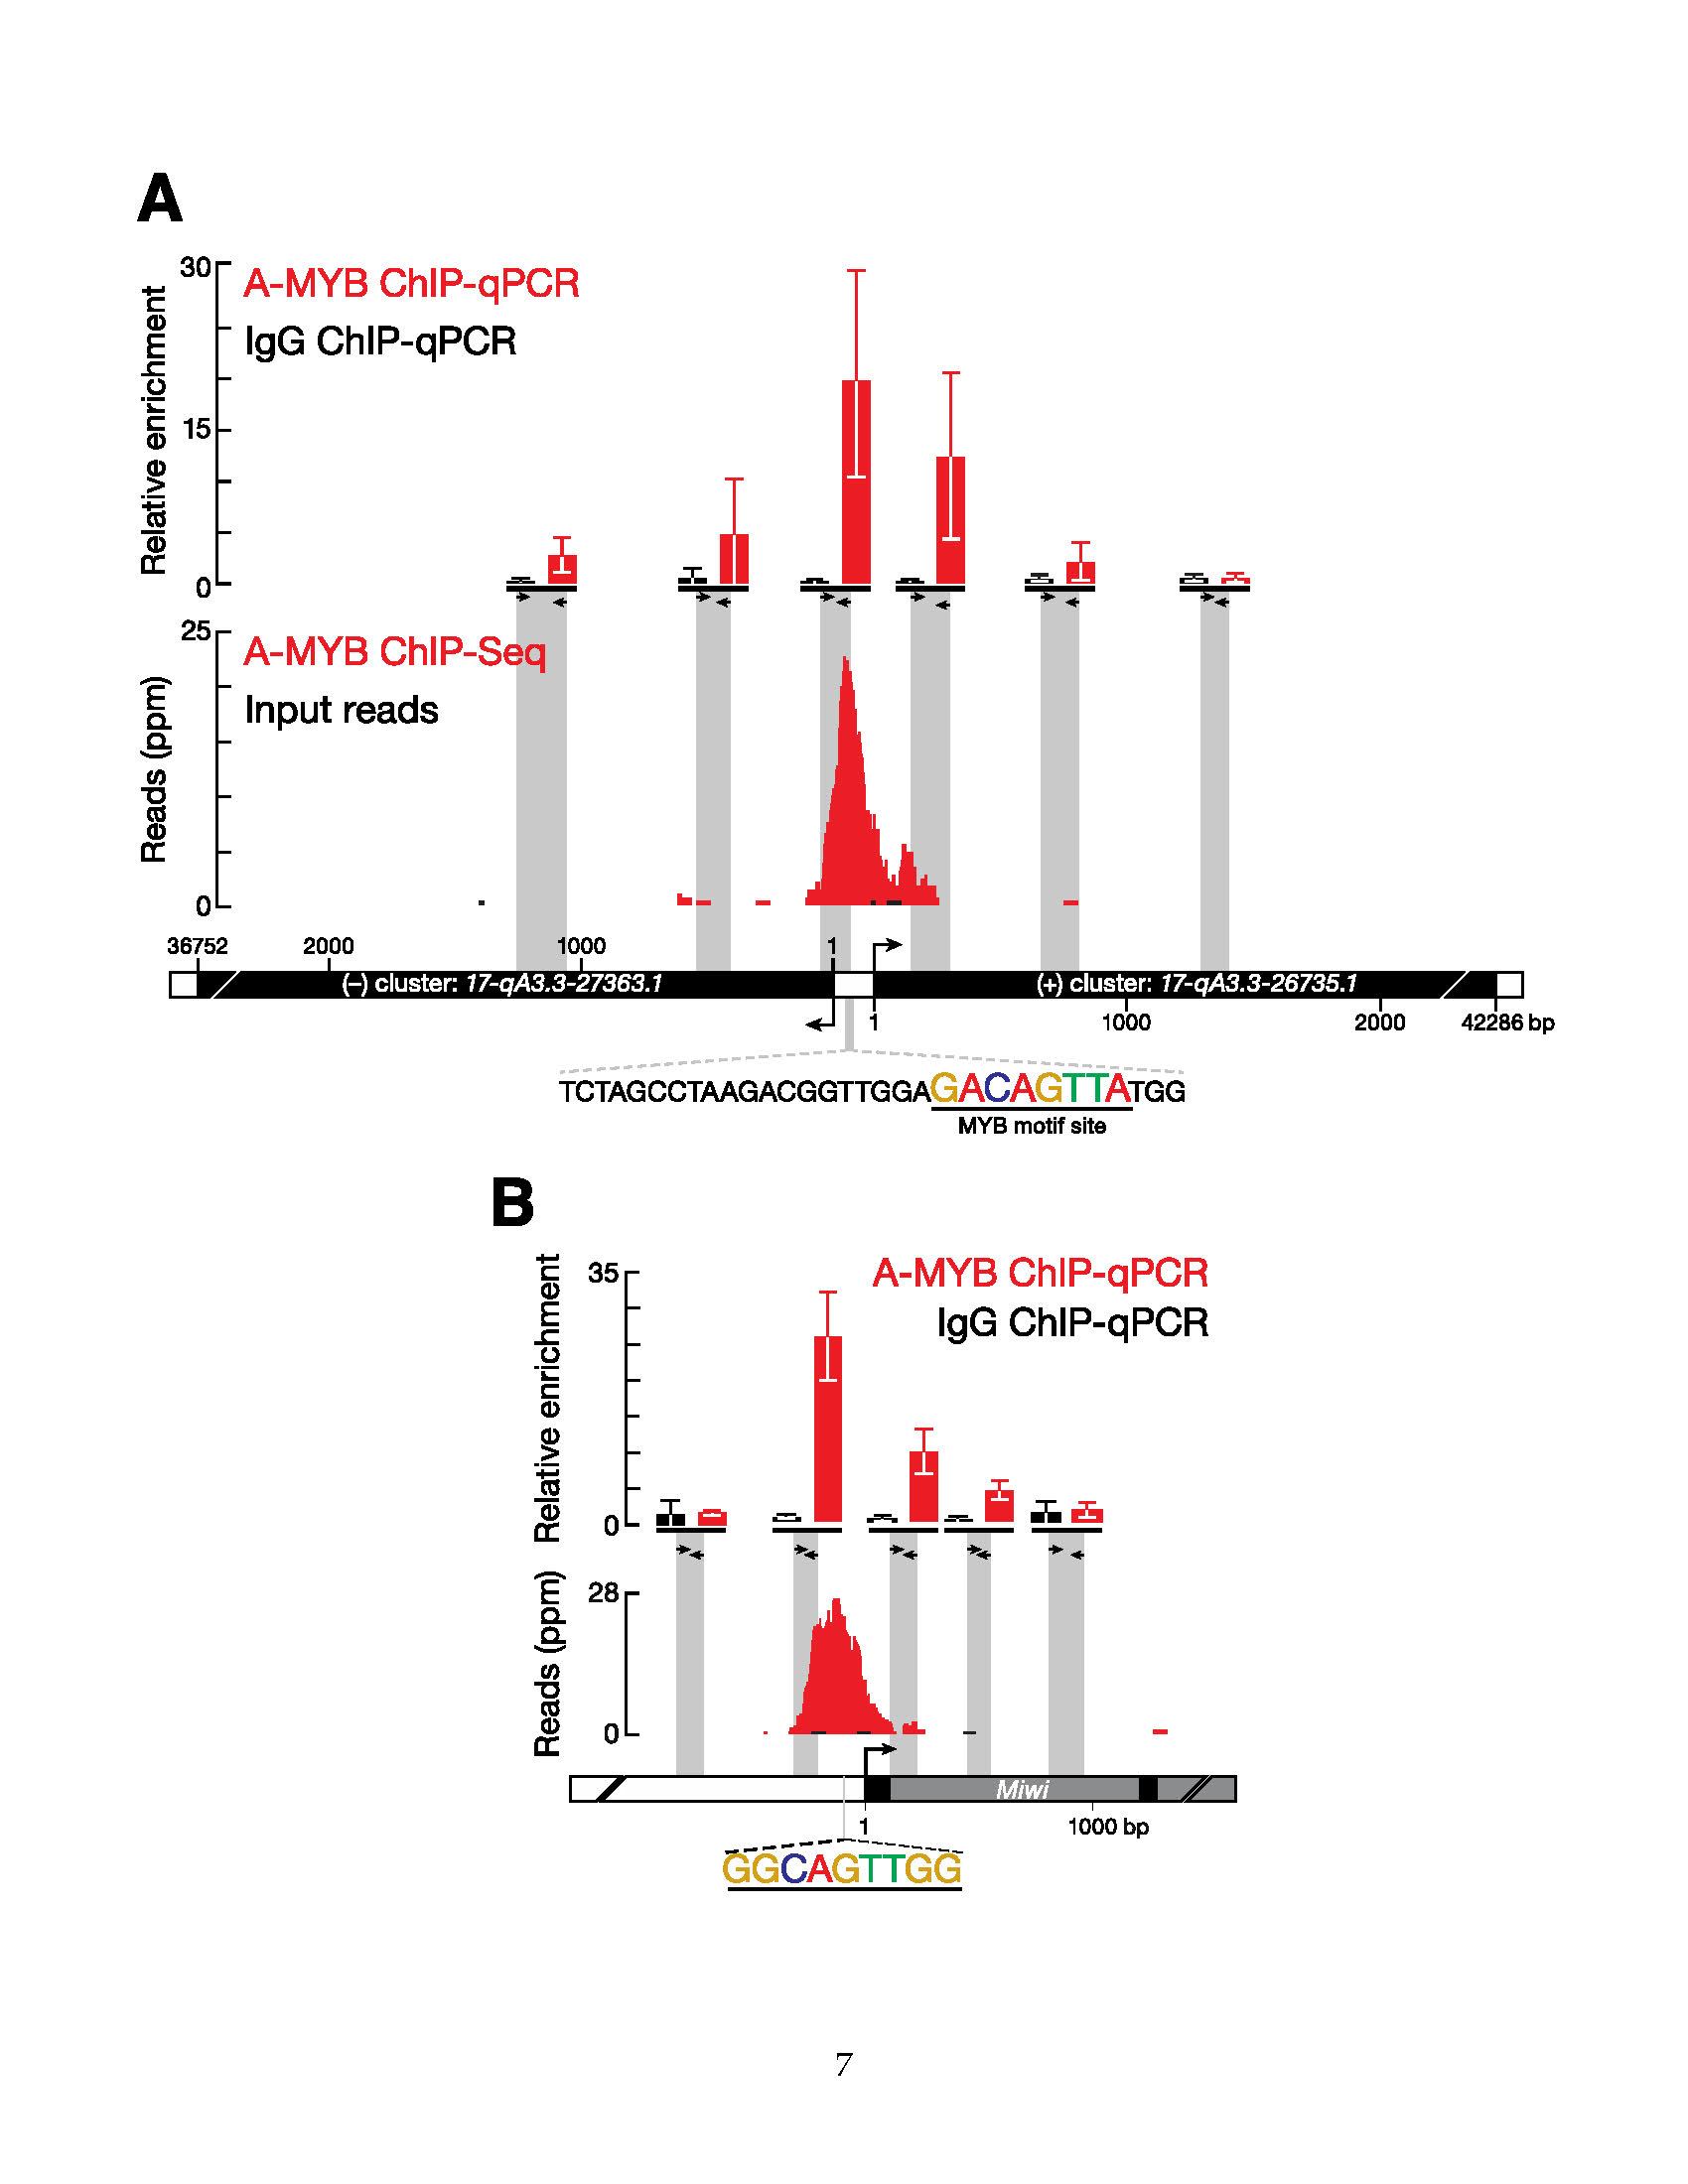 A
30
A-MYB ChIP-qPCR
IgG ChIP-qPCR
Relative enrichment
15
0
25
A-MYB ChIP-Seq
Input reads
Reads (ppm)
0
36752 2000 1000 1
(–) cluster: 17-qA3.3-27363.1 (+) cluster: 17-qA3.3-26735.1
1 1000 2000 42286 bp
TCTAGCCTAAGACGGTTGGAGACAGTTATGG
MYB motif site
B
35
A-MYB ChIP-qPCR
IgG ChIP-qPCR
Relative enrichment
0
28
Reads (ppm)
0
Miwi
1 1000 bp
GGCAGTTGG
7